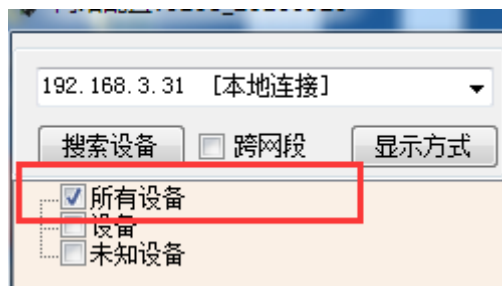 192.168.3.31 [本地连接]
搜索设备 跨网段 显示方式
所有设备
设备
未知设备